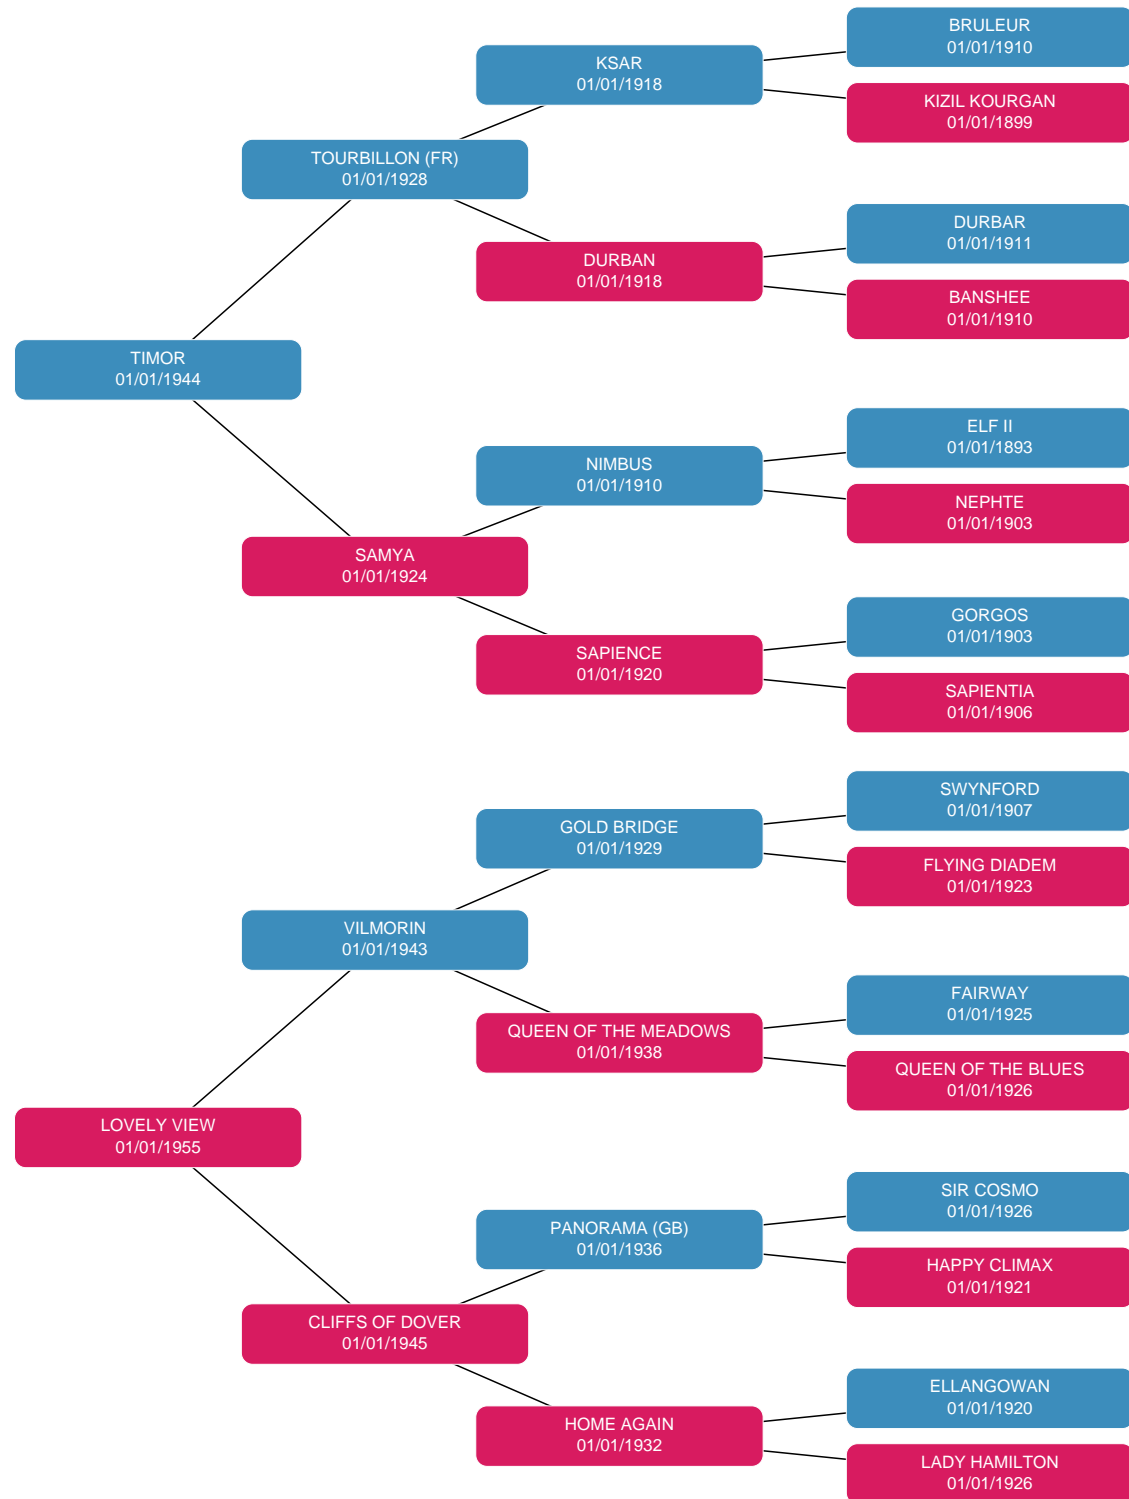 BRULEUR
01/01/1910
KSAR
01/01/1918
KIZIL KOURGAN
01/01/1899
TOURBILLON (FR)
01/01/1928
DURBAR
01/01/1911
DURBAN
01/01/1918
BANSHEE
01/01/1910
TIMOR
01/01/1944
ELF II
01/01/1893
NIMBUS
01/01/1910
NEPHTE
01/01/1903
SAMYA
01/01/1924
GORGOS
01/01/1903
SAPIENCE
01/01/1920
SAPIENTIA
01/01/1906
SWYNFORD
01/01/1907
GOLD BRIDGE
01/01/1929
FLYING DIADEM
01/01/1923
VILMORIN
01/01/1943
FAIRWAY
01/01/1925
QUEEN OF THE MEADOWS
01/01/1938
QUEEN OF THE BLUES
01/01/1926
LOVELY VIEW
01/01/1955
SIR COSMO
01/01/1926
PANORAMA (GB)
01/01/1936
HAPPY CLIMAX
01/01/1921
CLIFFS OF DOVER
01/01/1945
ELLANGOWAN
01/01/1920
HOME AGAIN
01/01/1932
LADY HAMILTON
01/01/1926